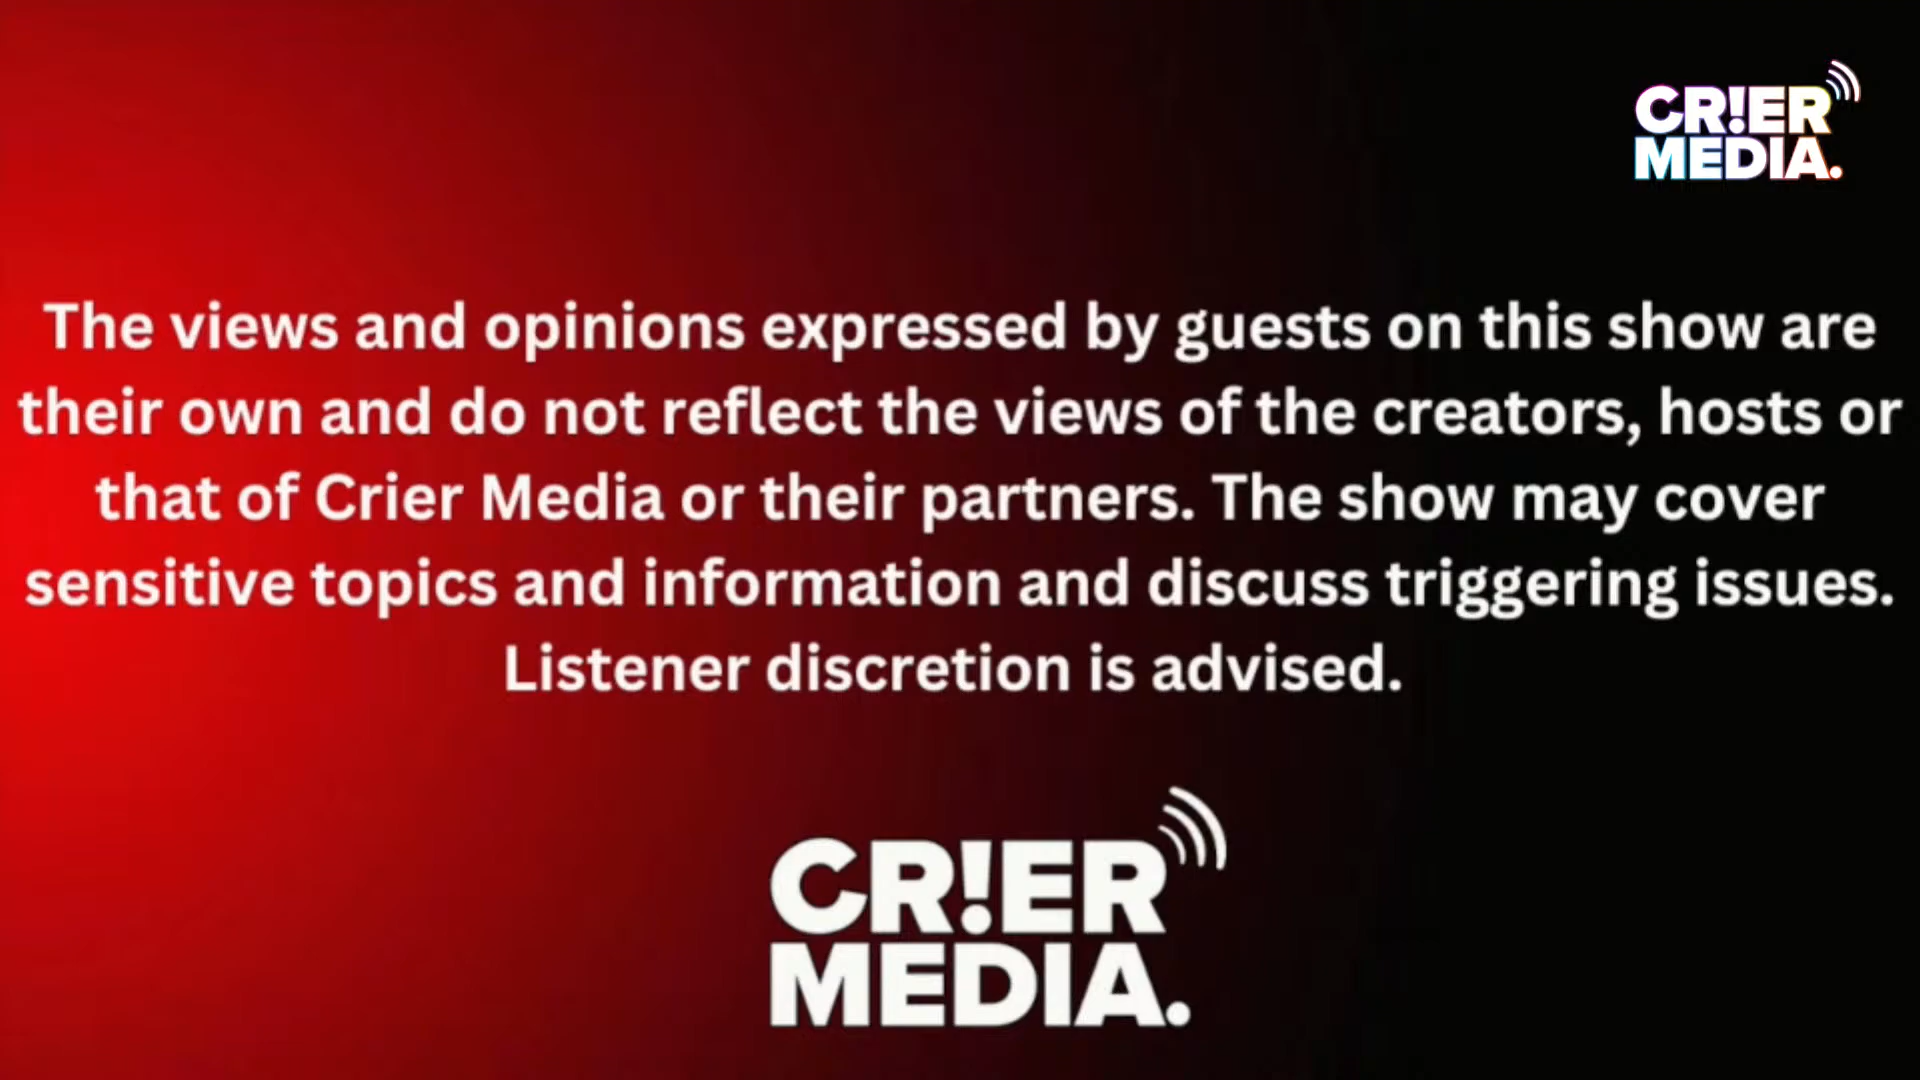 CR!ER
MEDIA.
The views and opinions expressed by guests on this show are
their own and do not reflect the views of the creators, hosts or
that of Crier Media or their partners. The show may cover
sensitive topics and information and discuss triggering issues.
Listener discretion is advised.
CR!ER
MEDIA.